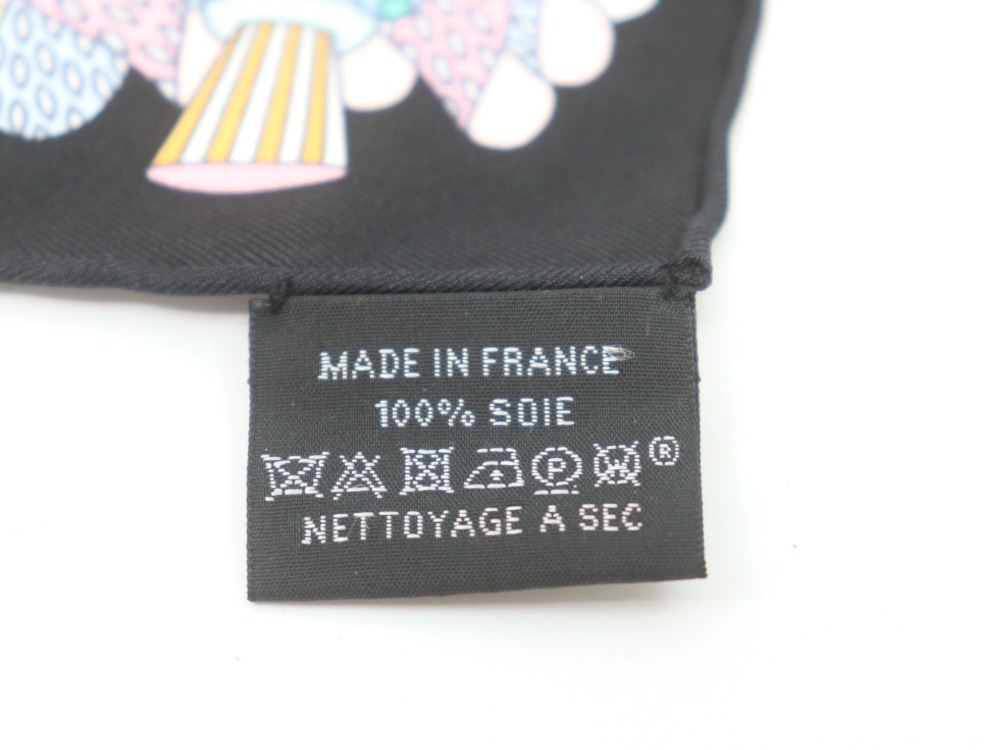 MADE IN FRANCE
100% SOIE
P W ®
NETTOYAGE A SEC